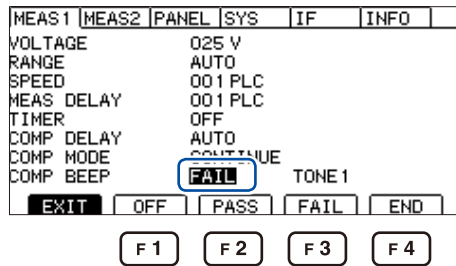 MEAS1 MEAS2 PANEL SYS IF INFO
VOLTAGE 025 V
RANGE AUTO
SPEED 001 PLC
MEAS DELAY 001 PLC
TIMER OFF
COMP DELAY AUTO
COMP MODE CONTINUE
COMP BEEP FAIL TONE1
EXIT OFF PASS FAIL END
F1 F2 F3 F4